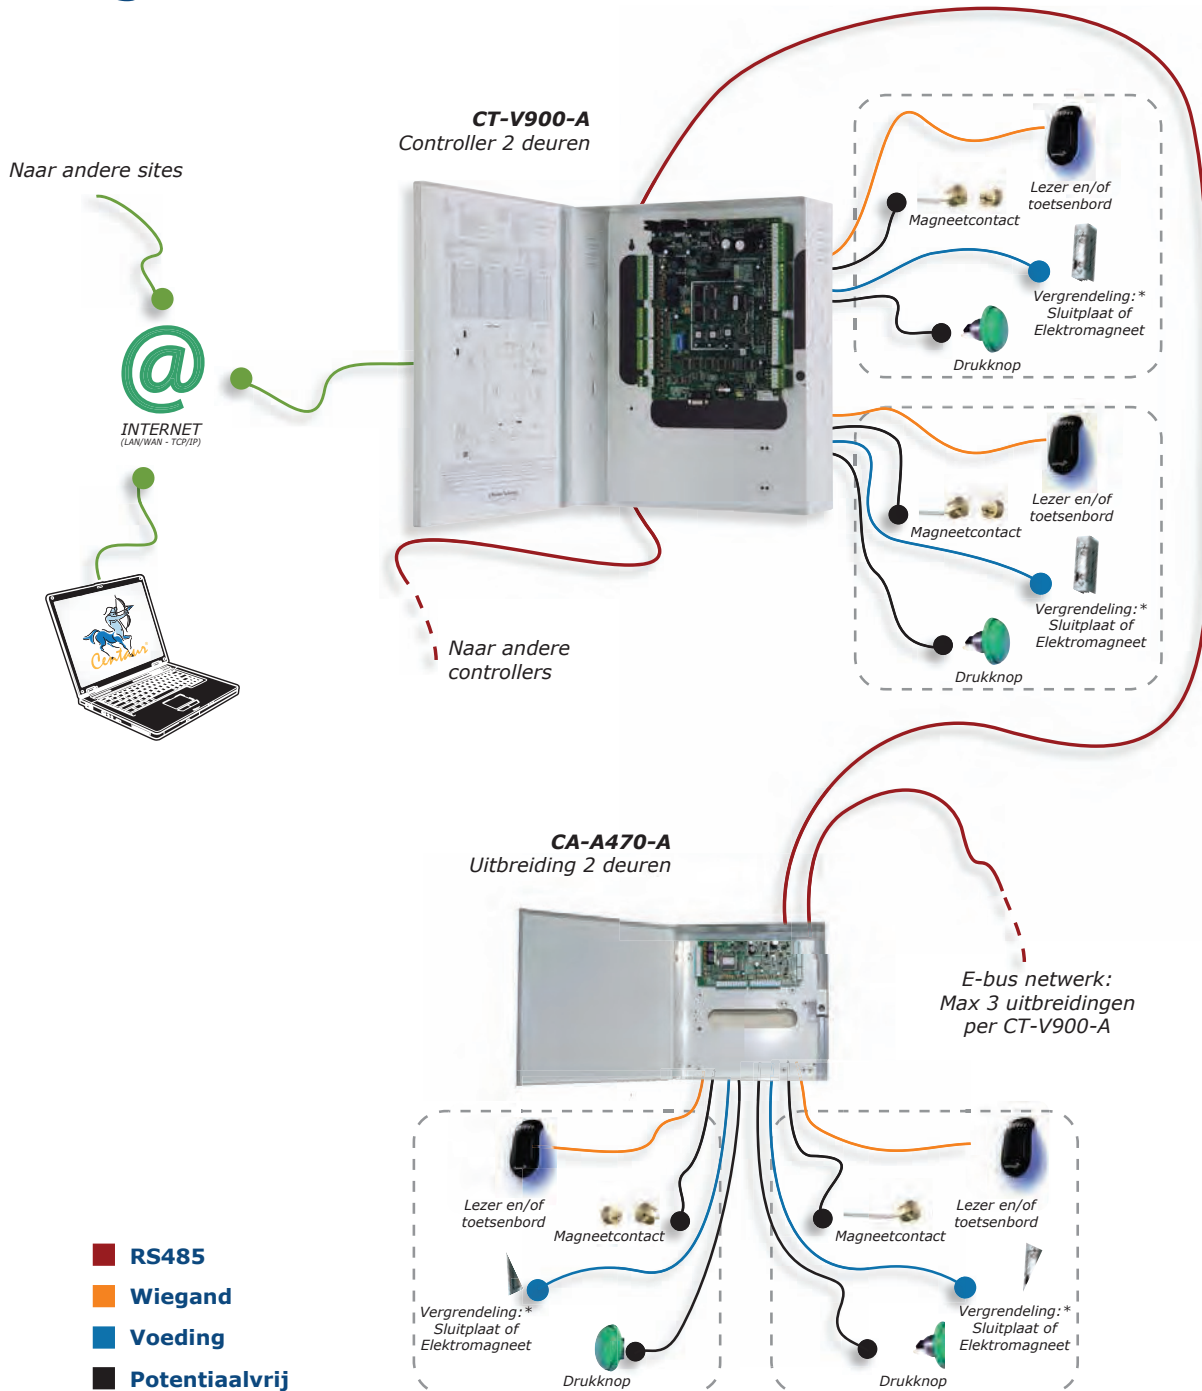 CT-V900-A
Controller 2 deuren
Naar andere sites
Lezer en/of
toetsenbord
Magneetcontact
Vergrendeling:*
Sluitplaat of
Elektromagneet
Drukknop
INTERNET
(LAN/WAN - TCP/IP)
Lezer en/of
toetsenbord
Magneetcontact
Vergrendeling:*
Sluitplaat of
Elektromagneet
Drukknop
Centaur
Naar andere
controllers
CA-A470-A
Uitbreiding 2 deuren
E-bus netwerk:
Max 3 uitbreidingen
per CT-V900-A
Lezer en/of
toetsenbord
Magneetcontact
Vergrendeling:*
Sluitplaat of
Elektromagneet
Drukknop
Lezer en/of
toetsenbord
Magneetcontact
Vergrendeling:*
Sluitplaat of
Elektromagneet
Drukknop
RS485
Wiegand
Voeding
Potentiaalvrij